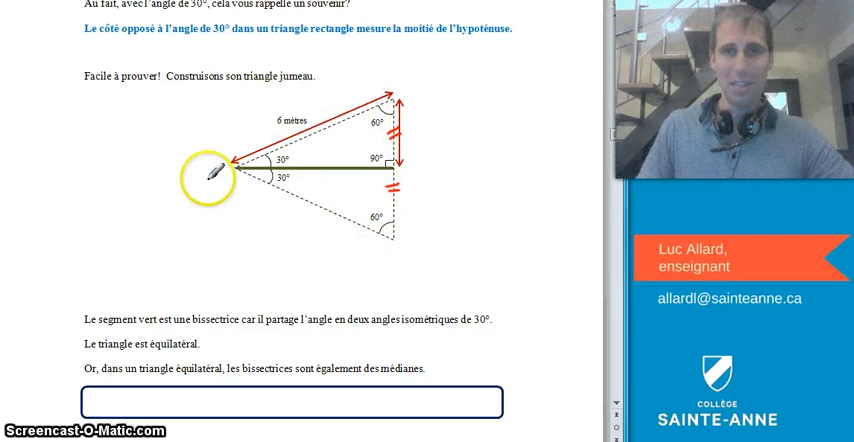 Au fait, avec l'angle de 30°, cela vous rappelle un souvenir?
Le côté opposé à l'angle de 30° dans un triangle rectangle mesure la moitié de l'hypoténuse.
Facile à prouver! Construisons son triangle jumeau.
6 mètres
60°
30°
90°
30°
60°
Le segment vert est une bissectrice car il partage l'angle en deux angles isométriques de 30°.
Le triangle est équilatéral.
Or, dans un triangle équilatéral, les bissectrices sont également des médianes.
Luc Allard,
enseignant
allardl@sainteanne.ca
COLLÈGE
SAINTE-ANNE
Screencast-O-Matic.com